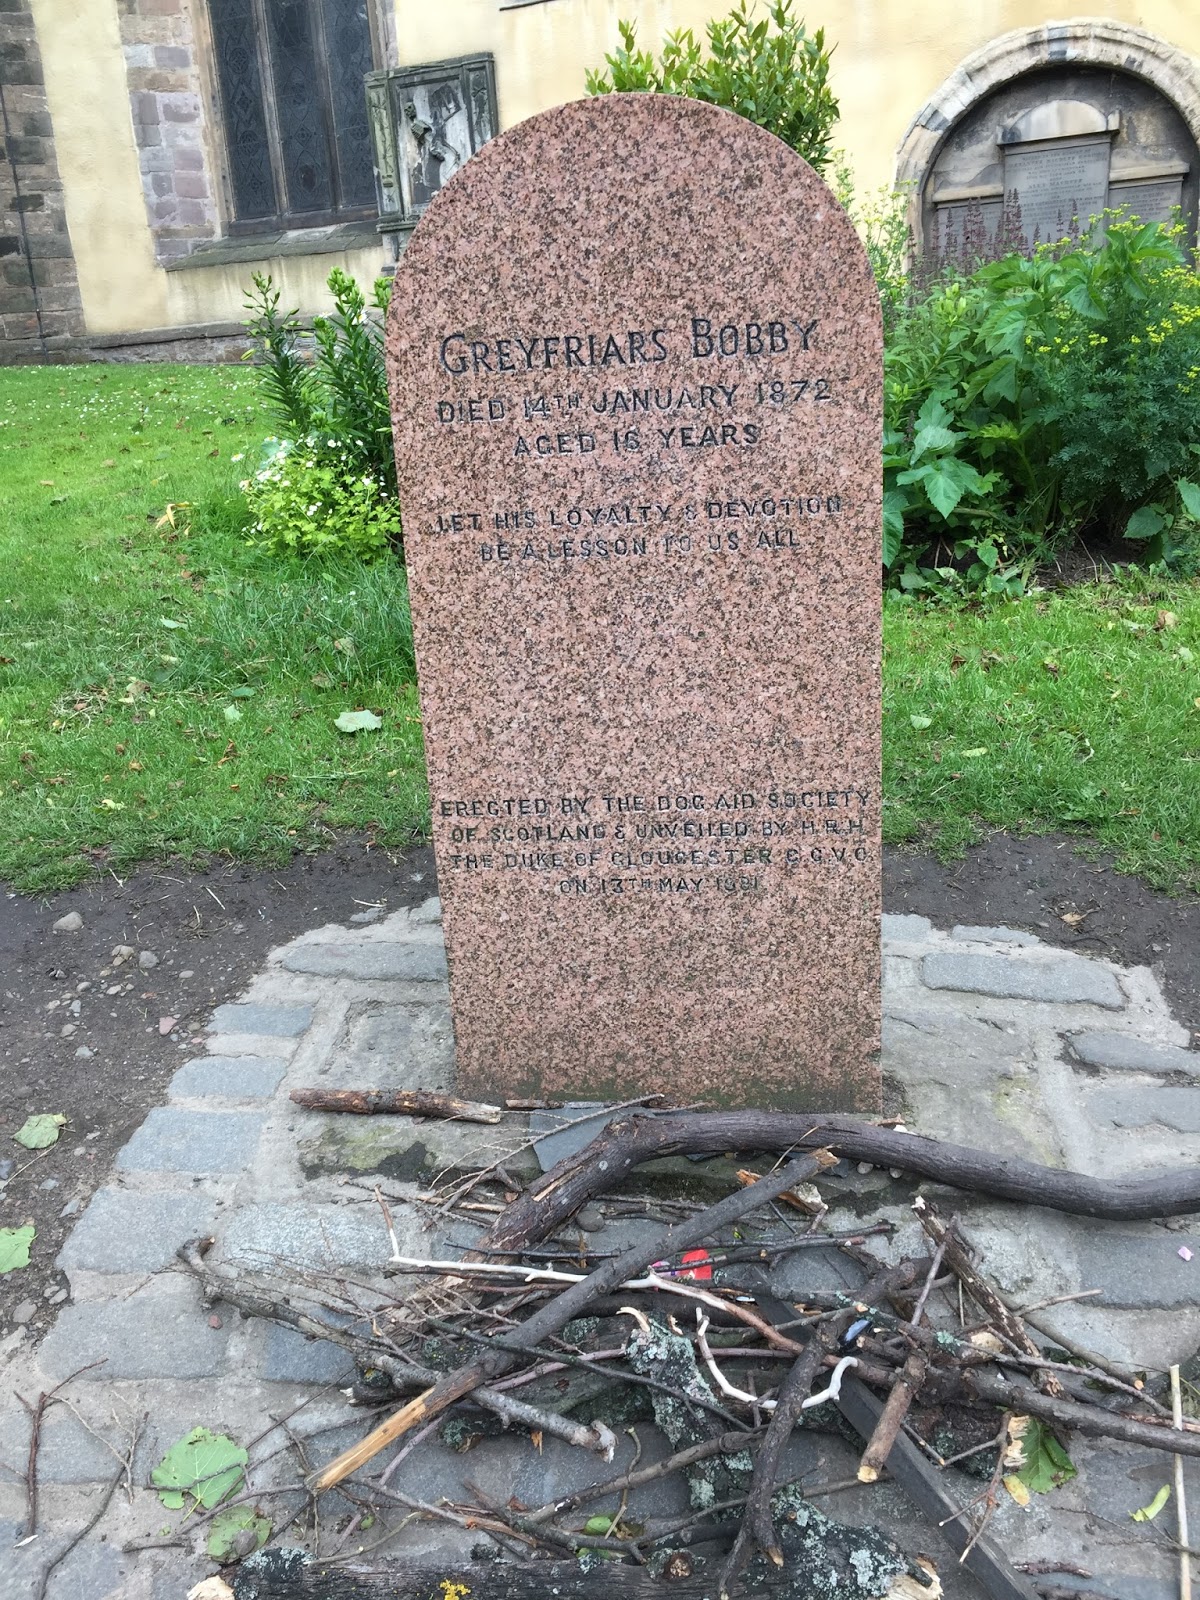 GREYFRIARS BOBBY
DIED 14TH JANUARY 1872
AGED 16 YEARS
LET HIS LOYALTY & DEVOTION
BE A LESSON TO US ALL
ERECTED BY THE DOG AID SOCIETY
OF SCOTLAND & UNVEILED BY H.R.H.
THE DUKE OF GLOUCESTER G.C.V.O.
ON 13TH MAY 1981